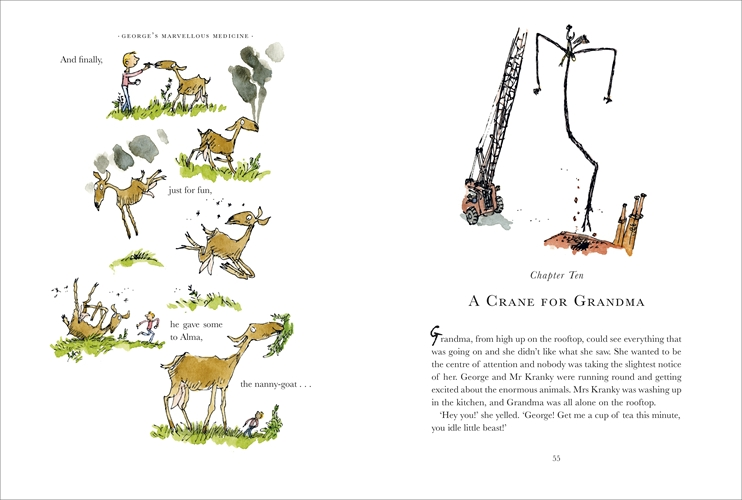 · GEORGE'S MARVELLOUS MEDICINE ·
And finally,
just for fun,
he gave some
to Alma,
the nanny-goat . . .
Chapter Ten
A Crane for Grandma
Grandma, from high up on the rooftop, could see everything that
was going on and she didn't like what she saw. She wanted to be
the centre of attention and nobody was taking the slightest notice
of her. George and Mr Kranky were running round and getting
excited about the enormous animals. Mrs Kranky was washing up
in the kitchen, and Grandma was all alone on the rooftop.
‘Hey you!’ she yelled. ‘George! Get me a cup of tea this minute,
you idle little beast!’
55